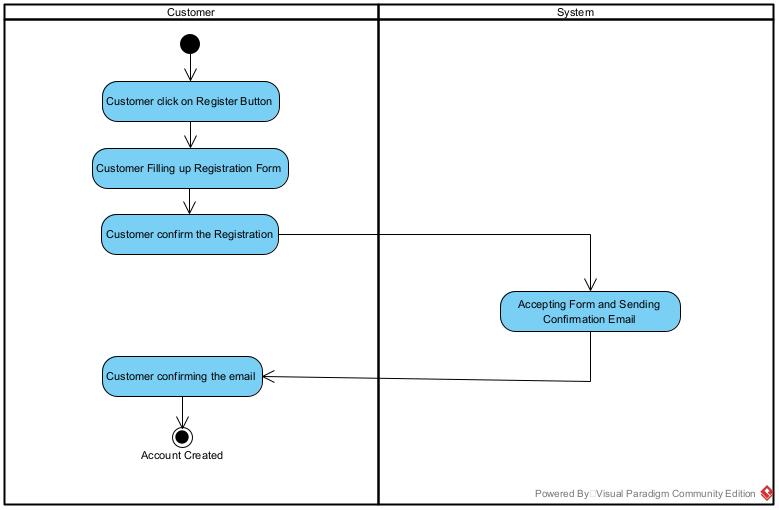 Customer
System
Customer click on Register Button
Customer Filling up Registration Form
Customer confirm the Registration
Accepting Form and Sending
Confirmation Email
Customer confirming the email
Account Created
Powered By Visual Paradigm Community Edition